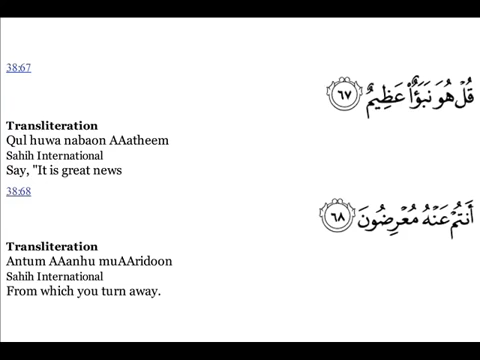 38:67
قُلْ هُوَ نَبَؤٌا۟ عَظِيمٌ ٦٧
Transliteration
Qul huwa nabaon AAatheem
Sahih International
Say, "It is great news
38:68
أَنتُمْ عَنْهُ مُعْرِضُونَ ٦٨
Transliteration
Antum AAanhu muAAridoon
Sahih International
From which you turn away.